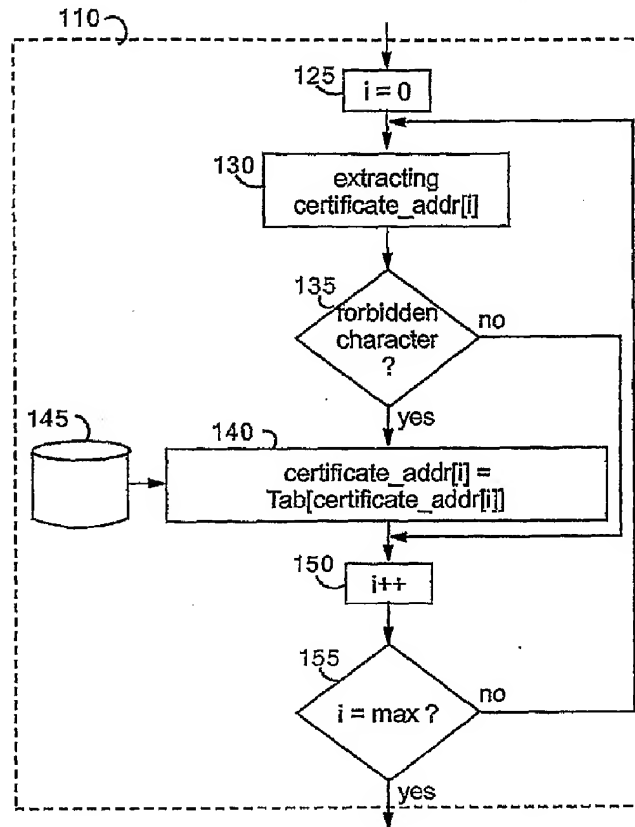 110
125
i = 0
130
extracting
certificate_addr[i]
135
forbidden
character
?
no
yes
145
140
certificate_addr[i] =
Tab[certificate_addr[i]]
150
i++
155
i = max ?
no
yes